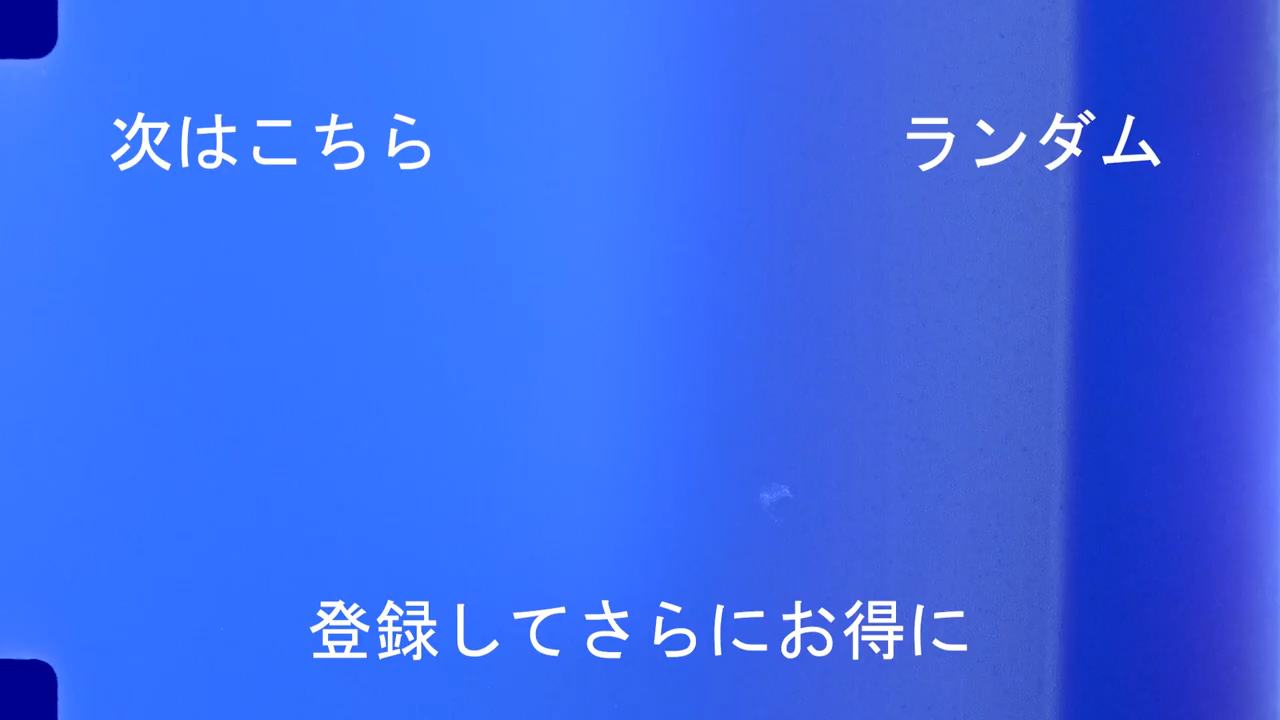 次はこちら
ランダム
登録してさらにお得に